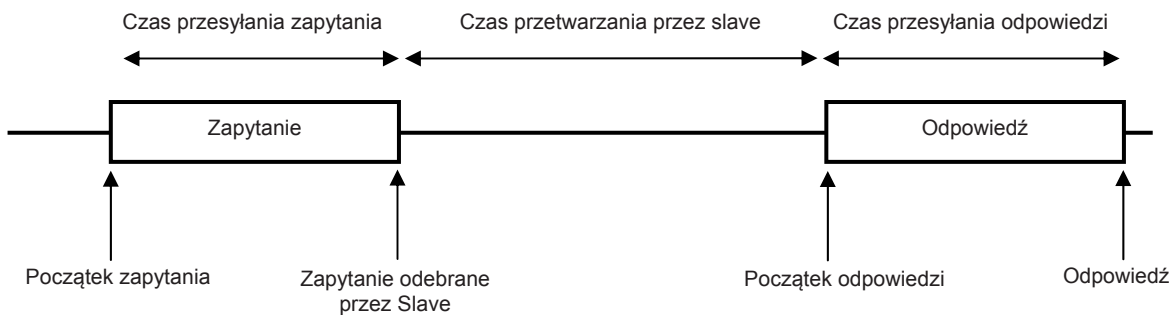 Czas przesyłania zapytania
Czas przetwarzania przez slave
Czas przesyłania odpowiedzi
Zapytanie
Odpowiedź
Początek zapytania
Zapytanie odebrane
przez Slave
Początek odpowiedzi
Odpowiedź